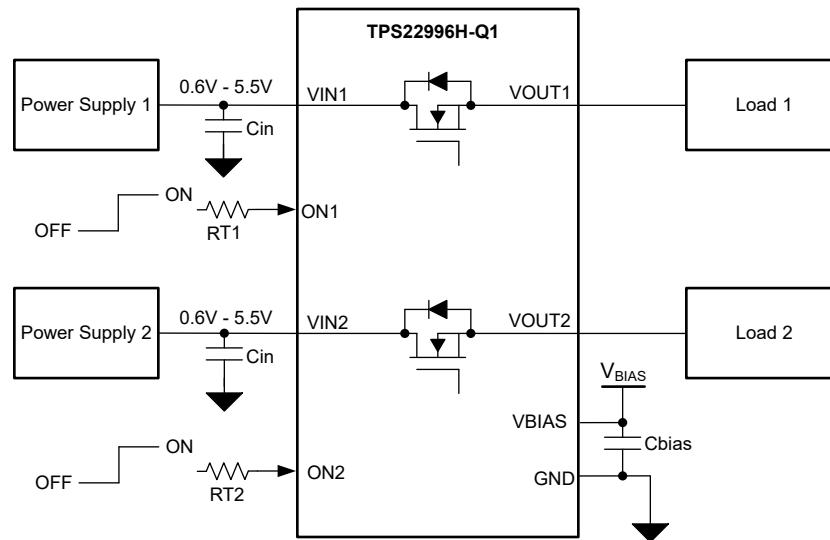 TPS22996H-Q1
Power Supply 1
0.6V - 5.5V
VIN1
VOUT1
Load 1
Cin
ON
OFF
RT1
ON1
Power Supply 2
0.6V - 5.5V
VIN2
VOUT2
Load 2
Cin
VBIAS
VBIAS
Cbias
ON
OFF
RT2
ON2
GND